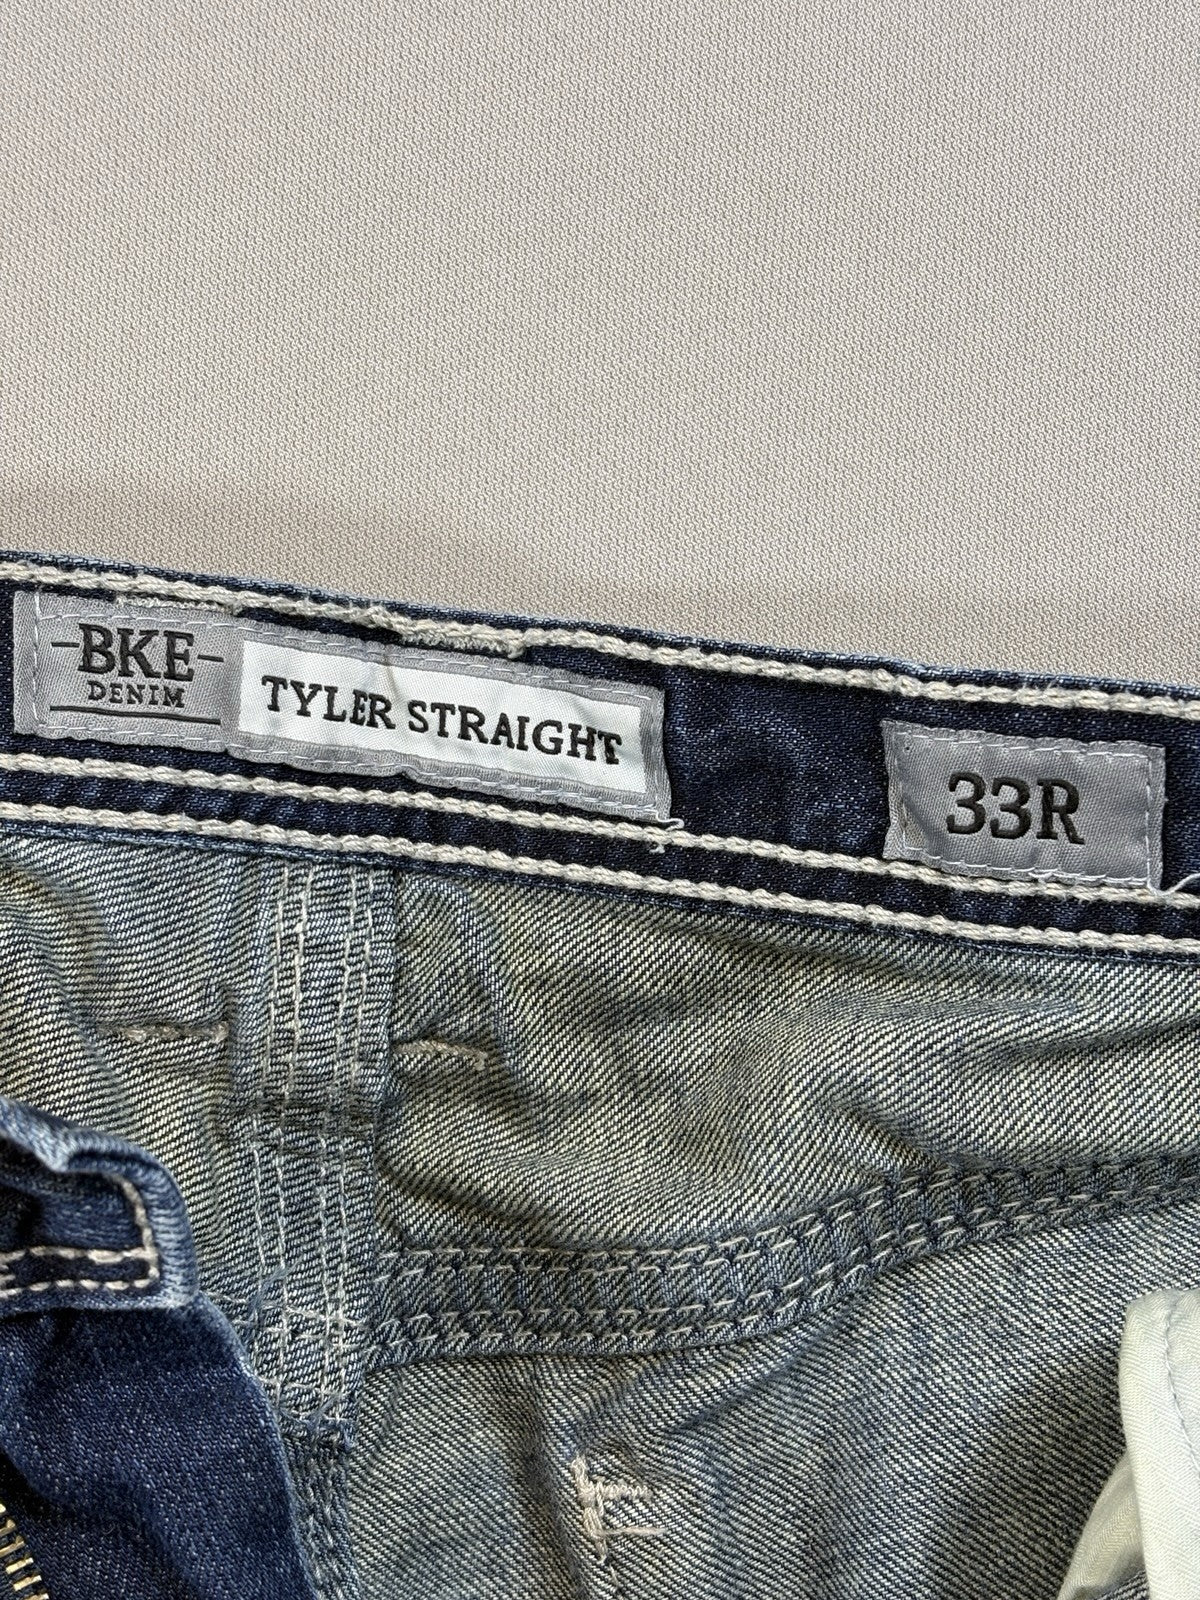 -BKE-
DENIM
TYLER STRAIGHT
33R